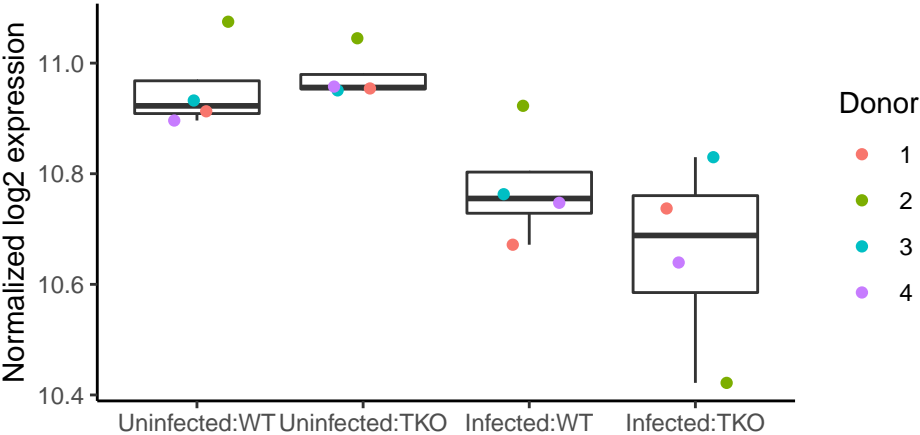 Normalized log2 expression
11.0
10.8
10.6
10.4
Uninfected:WT Uninfected:TKO Infected:WT Infected:TKO
Donor
1
2
3
4